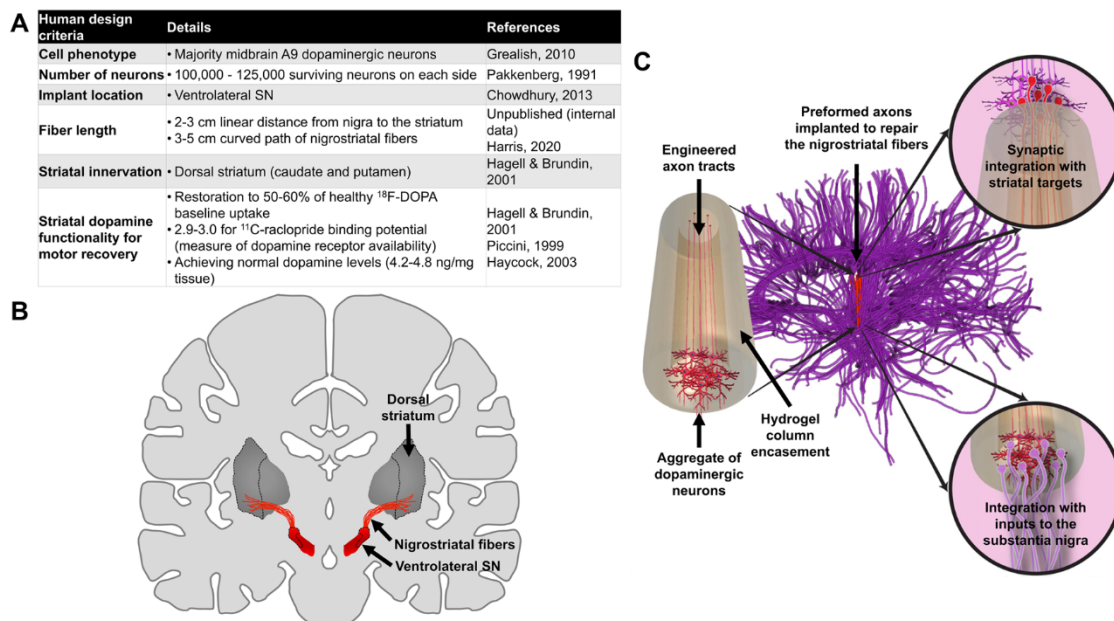 A
Human design criteria Details References
Cell phenotype • Majority midbrain A9 dopaminergic neurons Grealish, 2010
Number of neurons • 100,000 - 125,000 surviving neurons on each side Pakkenberg, 1991
Implant location • Ventrolateral SN Chowdhury, 2013
Fiber length
• 2-3 cm linear distance from nigra to the striatum
• 3-5 cm curved path of nigrostriatal fibers
Unpublished (internal
data)
Harris, 2020
Striatal innervation • Dorsal striatum (caudate and putamen)
Hagell & Brundin,
2001
Striatal dopamine
functionality for
motor recovery
• Restoration to 50-60% of healthy ¹⁸F-DOPA
baseline uptake
• 2.9-3.0 for ¹¹C-raclopride binding potential
(measure of dopamine receptor availability)
• Achieving normal dopamine levels (4.2-4.8 ng/mg
tissue)
Hagell & Brundin,
2001
Piccini, 1999
Haycock, 2003
B
Dorsal
striatum
Nigrostriatal fibers
Ventrolateral SN
C
Engineered
axon tracts
Preformed axons
implanted to repair
the nigrostriatal fibers
Synaptic
integration with
striatal targets
Hydrogel
column
encasement
Aggregate of
dopaminergic
neurons
Integration with
inputs to the
substantia nigra